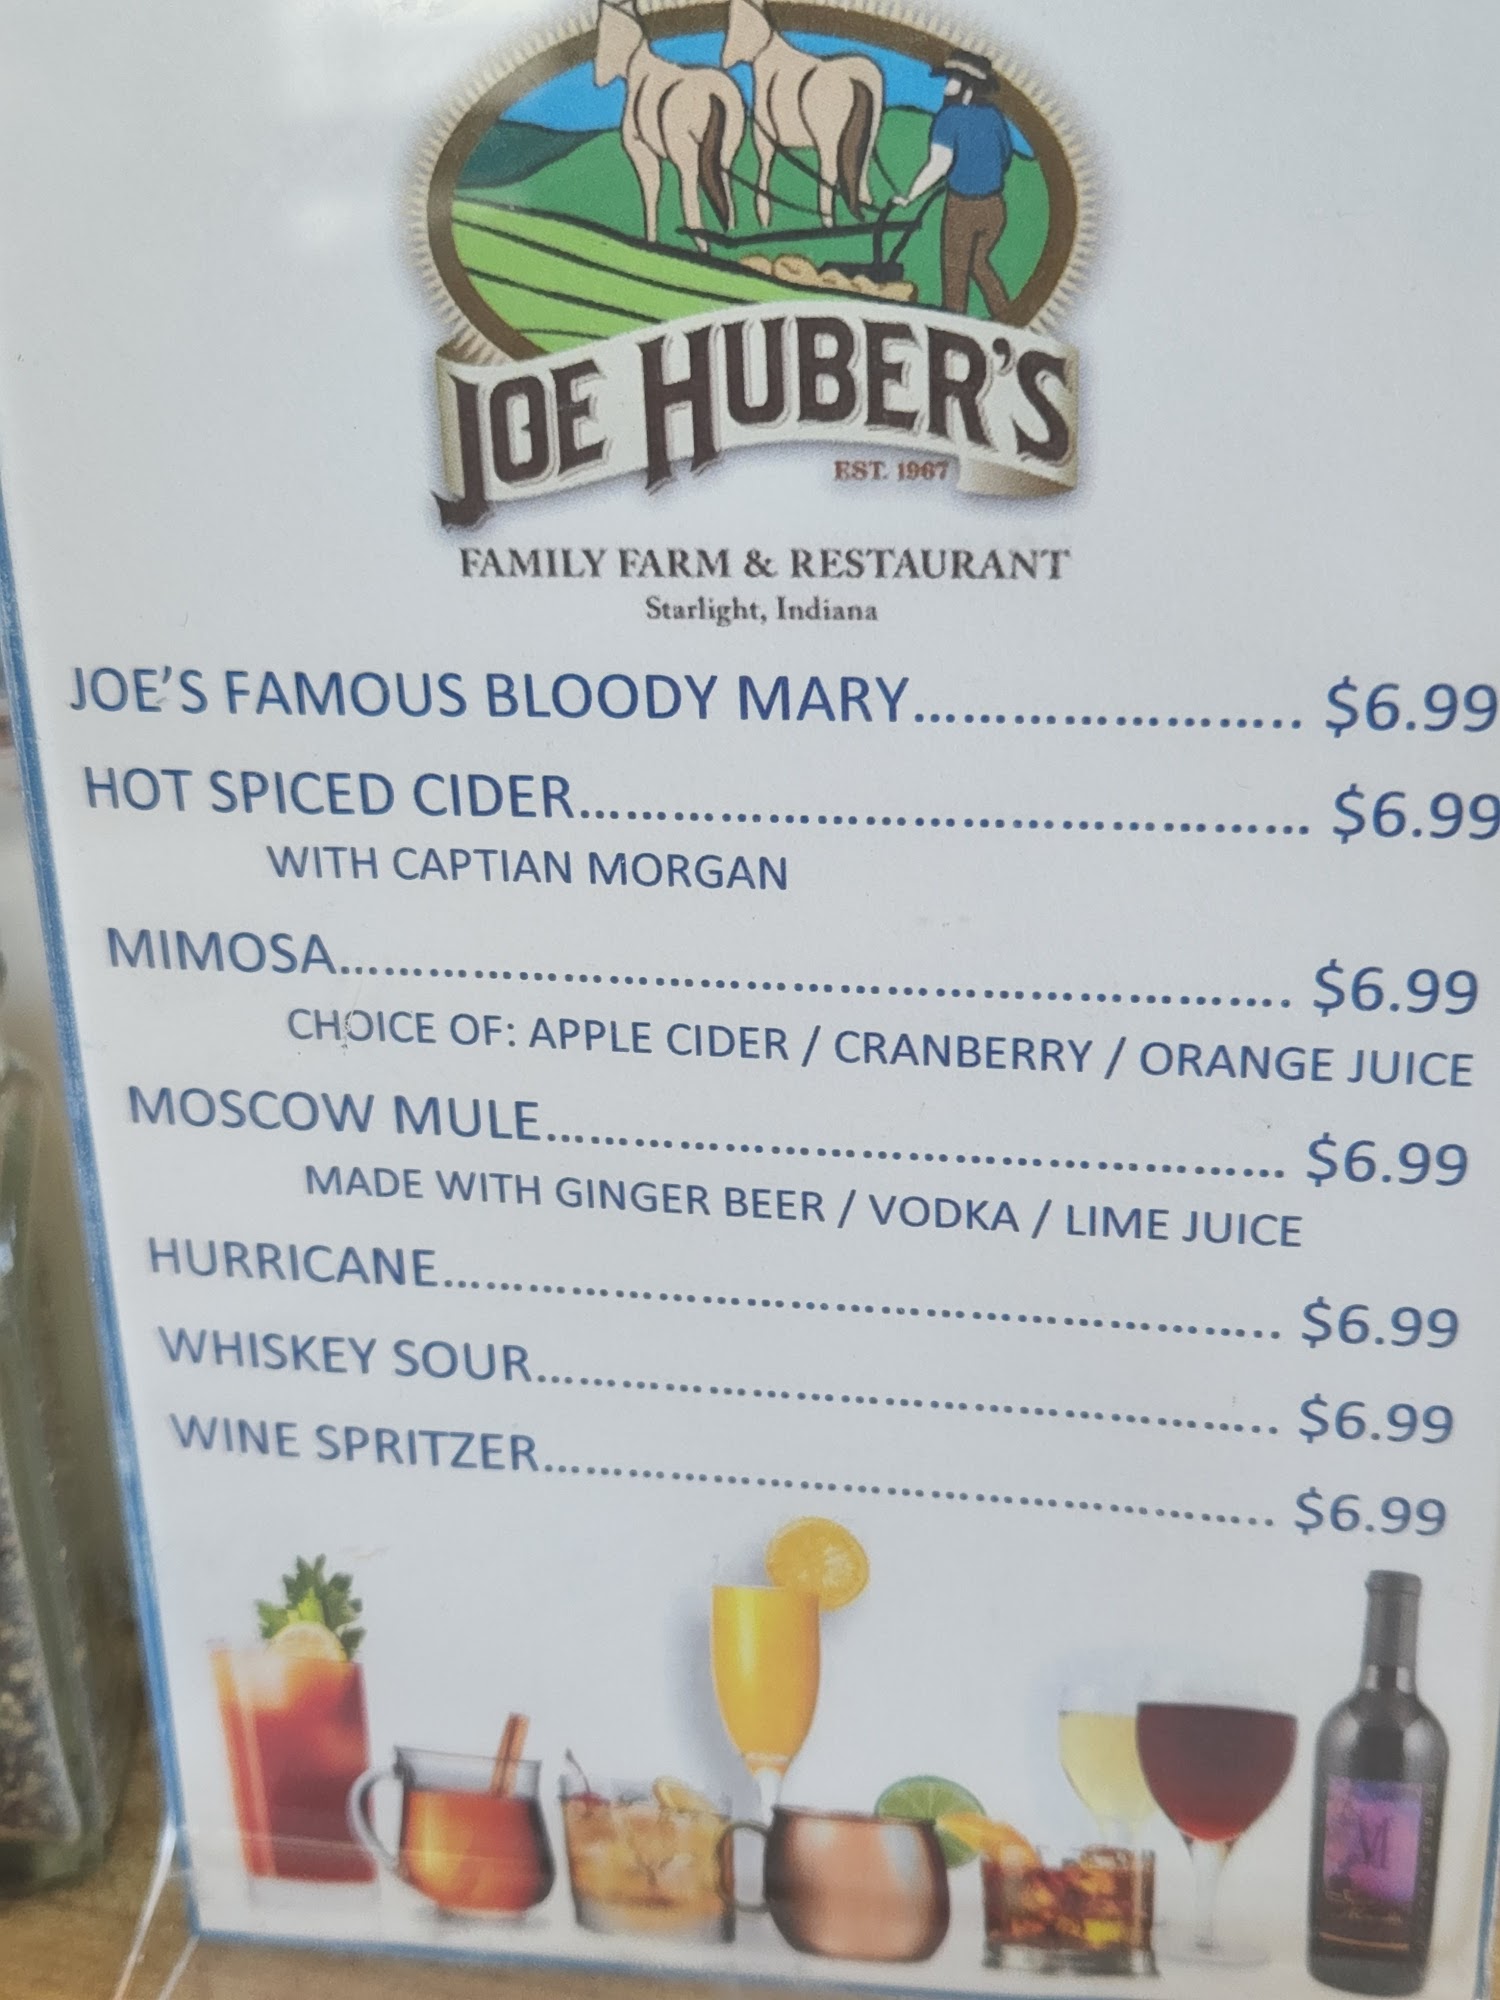 JOE HUBER'S
EST. 1967
FAMILY FARM & RESTAURANT
Starlight, Indiana
JOE'S FAMOUS BLOODY MARY........................ $6.99
HOT SPICED CIDER............................................. $6.99
WITH CAPTIAN MORGAN
MIMOSA.......................................................... $6.99
CHOICE OF: APPLE CIDER / CRANBERRY / ORANGE JUICE
MOSCOW MULE.............................................. $6.99
MADE WITH GINGER BEER / VODKA / LIME JUICE
HURRICANE..................................................... $6.99
WHISKEY SOUR............................................... $6.99
WINE SPRITZER............................................... $6.99